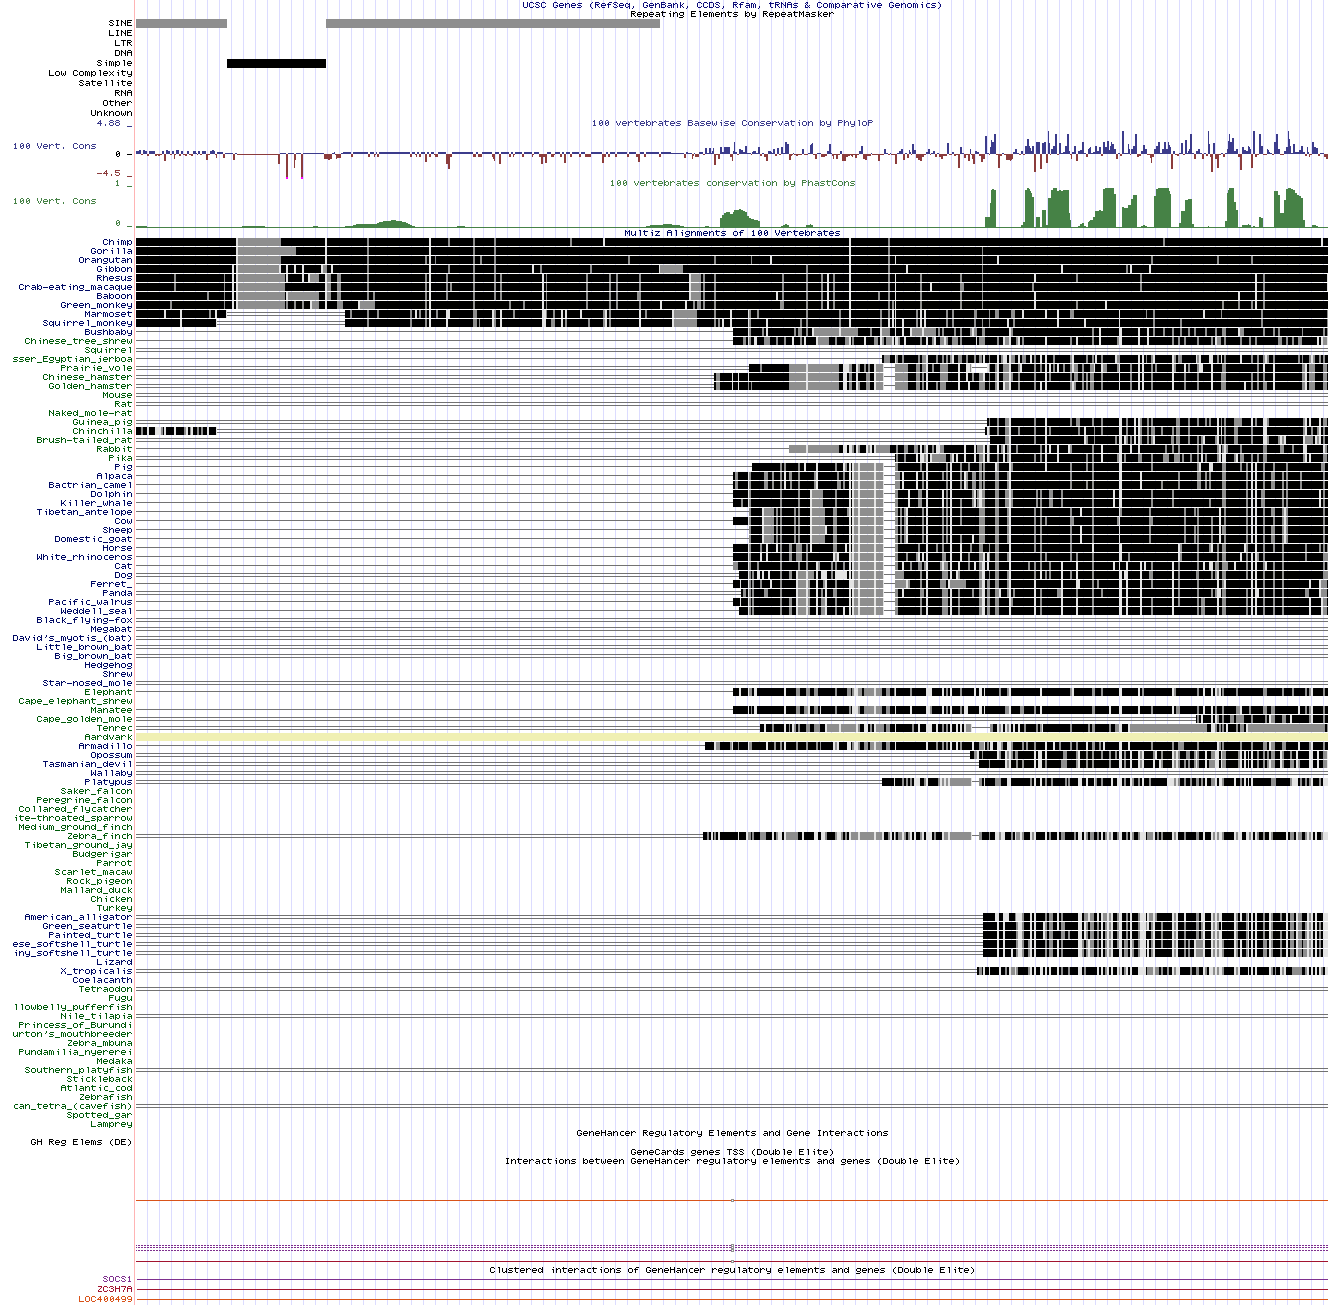 UCSC Genes (RefSeq, GenBank, CCDS, Rfam, tRNAs & Comparative Genomics)
Repeating Elements by RepeatMasker
SINE
LINE
LTR
DNA
Simple
Low Complexity
Satellite
RNA
Other
Unknown
4.88 _
100 vertebrates Basewise Conservation by PhyloP
100 Vert. Cons
0 _
-4.5 _
1 _
100 vertebrates conservation by PhastCons
100 Vert. Cons
0 _
Multiz Alignments of 100 Vertebrates
Chimp
Gorilla
Orangutan
Gibbon
Rhesus
Crab-eating_macaque
Baboon
Green_monkey
Marmoset
Squirrel_monkey
Bushbaby
Chinese_tree_shrew
Squirrel
sser_Egyptian_jerboa
Prairie_vole
Chinese_hamster
Golden_hamster
Mouse
Rat
Naked_mole-rat
Guinea_pig
Chinchilla
Brush-tailed_rat
Rabbit
Pika
Pig
Alpaca
Bactrian_camel
Dolphin
Killer_whale
Tibetan_antelope
Cow
Sheep
Domestic_goat
Horse
White_rhinoceros
Cat
Dog
Ferret_
Panda
Pacific_walrus
Weddell_seal
Black_flying-fox
Megabat
David's_myotis_(bat)
Little_brown_bat
Big_brown_bat
Hedgehog
Shrew
Star-nosed_mole
Elephant
Cape_elephant_shrew
Manatee
Cape_golden_mole
Tenrec
Aardvark
Armadillo
Opossum
Tasmanian_devil
Wallaby
Platypus
Saker_falcon
Peregrine_falcon
Collared_flycatcher
ite-throated_sparrow
Medium_ground_finch
Zebra_finch
Tibetan_ground_jay
Budgerigar
Parrot
Scarlet_macaw
Rock_pigeon
Mallard_duck
Chicken
Turkey
American_alligator
Green_seaturtle
Painted_turtle
ese_softshell_turtle
iny_softshell_turtle
Lizard
X_tropicalis
Coelacanth
Tetraodon
Fugu
llowbelly_pufferfish
Nile_tilapia
Princess_of_Burundi
urton's_mouthbreeder
Zebra_mbuna
Pundamilia_nyererei
Medaka
Southern_platyfish
Stickleback
Atlantic_cod
Zebrafish
can_tetra_(cavefish)
Spotted_gar
Lamprey
GeneHancer Regulatory Elements and Gene Interactions
GH Reg Elems (DE)
GeneCards genes TSS (Double Elite)
Interactions between GeneHancer regulatory elements and genes (Double Elite)
Clustered interactions of GeneHancer regulatory elements and genes (Double Elite)
SOCS1
ZC3H7A
LOC400499